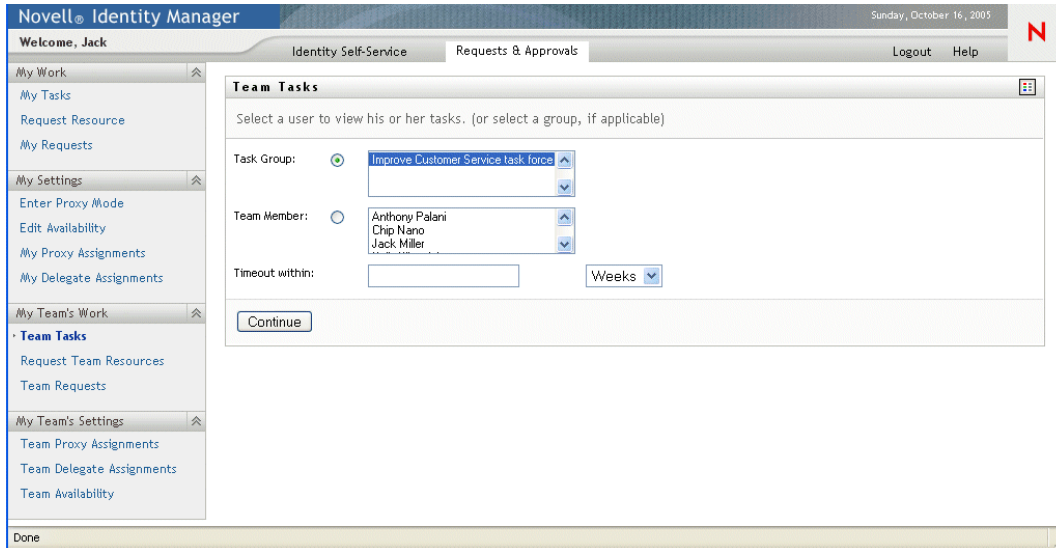 Novell® Identity Manager
Sunday, October 16, 2005
N
Welcome, Jack
Identity Self-Service
Requests & Approvals
Logout
Help
My Work
My Tasks
Request Resource
My Requests
My Settings
Enter Proxy Mode
Edit Availability
My Proxy Assignments
My Delegate Assignments
My Team's Work
Team Tasks
Request Team Resources
Team Requests
My Team's Settings
Team Proxy Assignments
Team Delegate Assignments
Team Availability
Team Tasks
Select a user to view his or her tasks. (or select a group, if applicable)
Task Group:
Improve Customer Service task force
Team Member:
Anthony Palani
Chip Nano
Jack Miller
Timeout within:
Weeks
Continue
Done